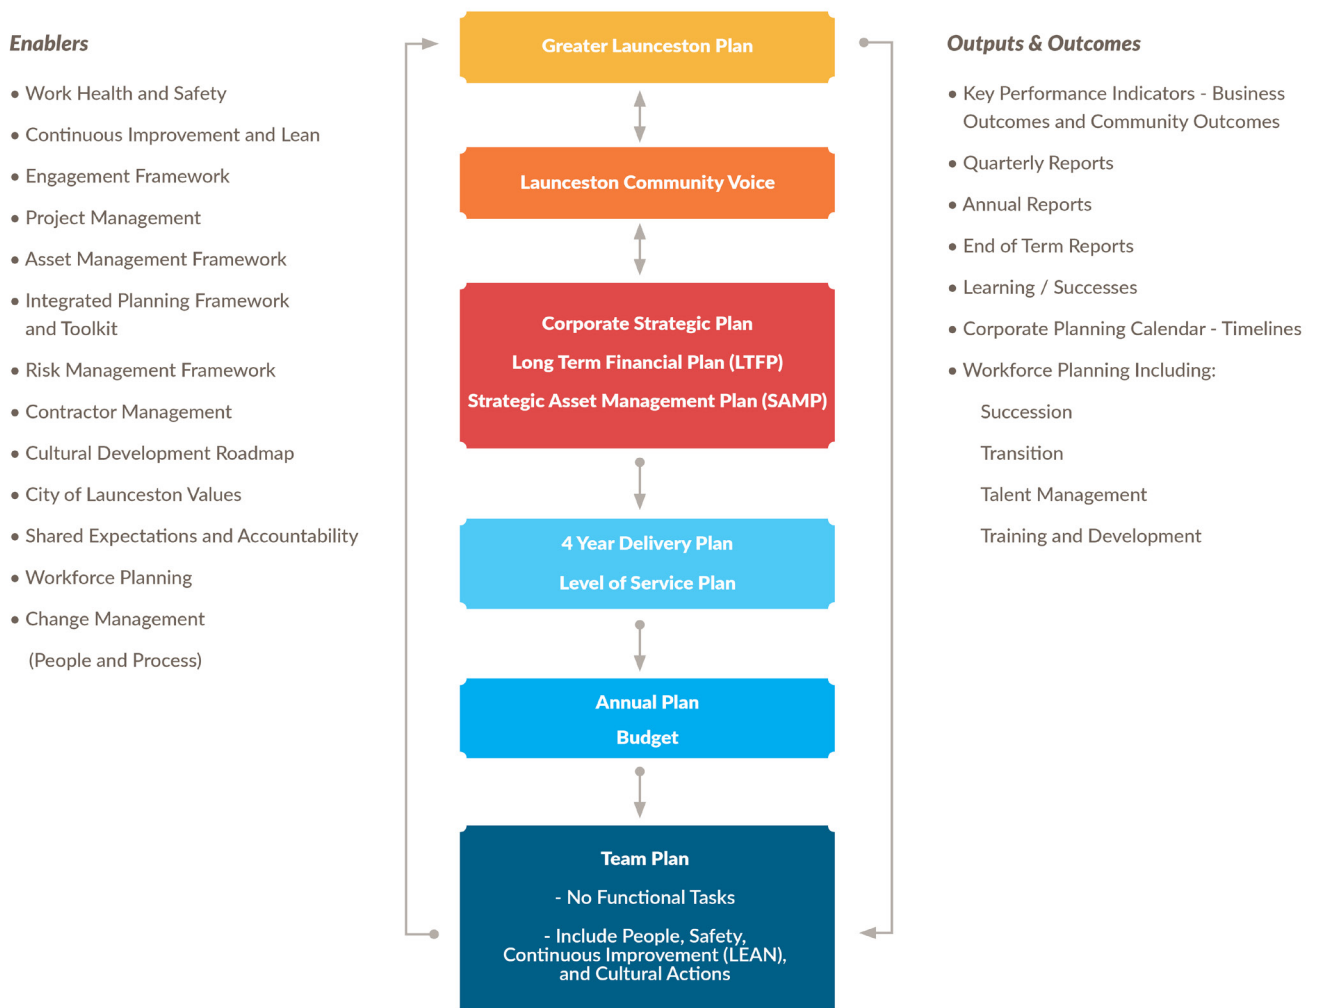 Enablers
• Work Health and Safety
• Continuous Improvement and Lean
• Engagement Framework
• Project Management
• Asset Management Framework
• Integrated Planning Framework
and Toolkit
• Risk Management Framework
• Contractor Management
• Cultural Development Roadmap
• City of Launceston Values
• Shared Expectations and Accountability
• Workforce Planning
• Change Management
(People and Process)
Greater Launceston Plan
Launceston Community Voice
Corporate Strategic Plan
Long Term Financial Plan (LTFP)
Strategic Asset Management Plan (SAMP)
4 Year Delivery Plan
Level of Service Plan
Annual Plan
Budget
Team Plan
- No Functional Tasks
- Include People, Safety,
Continuous Improvement (LEAN),
and Cultural Actions
Outputs & Outcomes
• Key Performance Indicators - Business
Outcomes and Community Outcomes
• Quarterly Reports
• Annual Reports
• End of Term Reports
• Learning / Successes
• Corporate Planning Calendar - Timelines
• Workforce Planning Including:
Succession
Transition
Talent Management
Training and Development